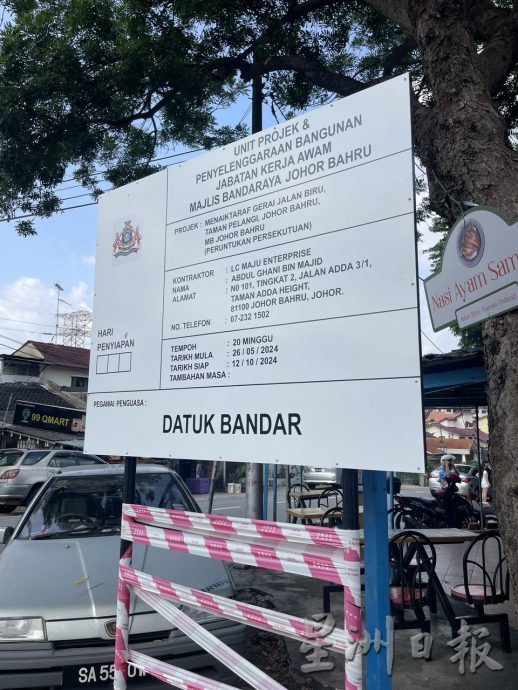 UNIT PROJEK &
PENYELENGGARAAN BANGUNAN
JABATAN KERJA AWAM
MAJLIS BANDARAYA JOHOR BAHRU
PROJEK : MENAIKTARAF GERAI JALAN BIRU,
TAMAN PELANGI, JOHOR BAHRU,
MB JOHOR BAHRU
(PERUNTUKAN PERSEKUTUAN)
KONTRAKTOR : LC MAJU ENTERPRISE
NAMA : ABDUL GHANI BIN MAJID
ALAMAT : NO 101, TINGKAT 2, JALAN ADDA 3/1,
TAMAN ADDA HEIGHT,
81100 JOHOR BAHRU, JOHOR.
NO. TELEFON : 07-232 1502
HARI
PENYIAPAN
TEMPOH : 20 MINGGU
TARIKH MULA : 26 / 05 / 2024
TARIKH SIAP : 12 / 10 / 2024
TAMBAHAN MASA :
PEGAWAI PENGUASA :
DATUK BANDAR
Nasi Ayam Sam
99 QMART
SA 55
星洲日报